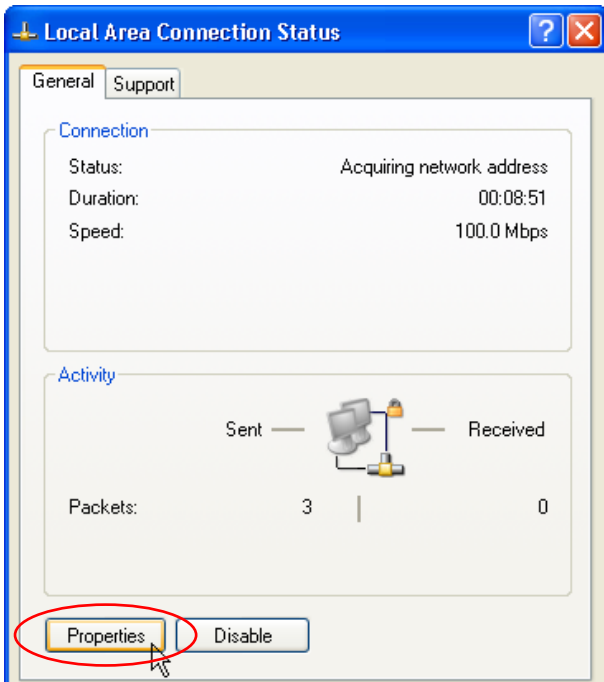 Local Area Connection Status ?
General Support
Connection
Status: Acquiring network address
Duration: 00:08:51
Speed: 100.0 Mbps
Activity
Sent Received
Packets: 3 0
Properties Disable